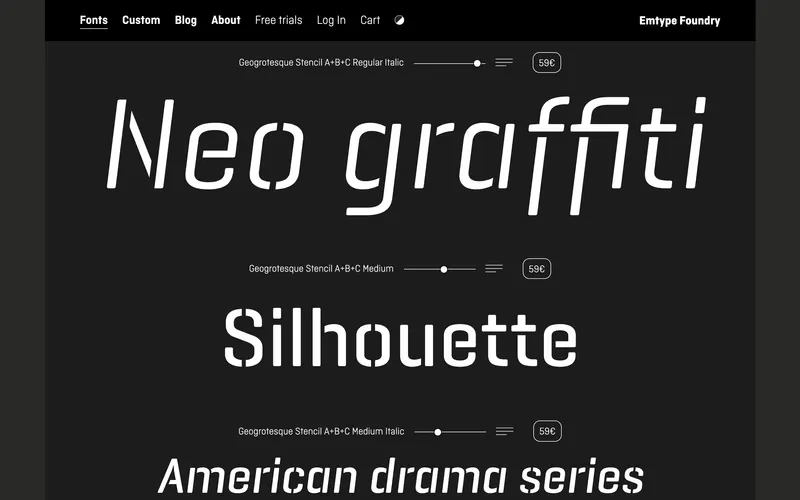 Fonts Custom Blog About Free trials Log In Cart Emtype Foundry
Geogrotesque Stencil A+B+C Regular Italic 59€
Neo graffiti
Geogrotesque Stencil A+B+C Medium 59€
Silhouette
Geogrotesque Stencil A+B+C Medium Italic 59€
American drama series